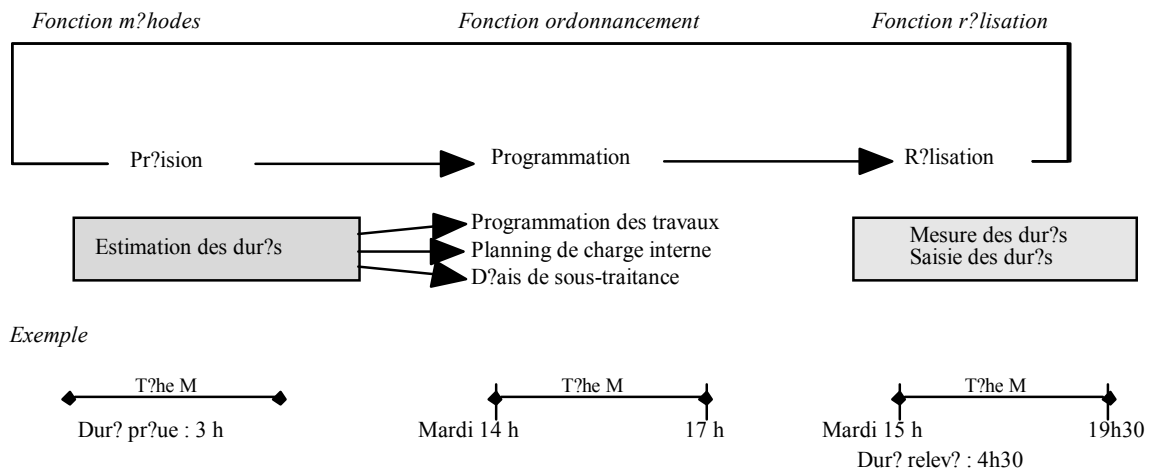 Fonction m?hodes
Fonction ordonnancement
Fonction r?lisation
Pr?ision
Programmation
R?lisation
Estimation des dur?s
Programmation des travaux
Planning de charge interne
D?ais de sous-traitance
Mesure des dur?s
Saisie des dur?s
Exemple
T?he M
Dur? pr?ue : 3 h
T?he M
Mardi 14 h
17 h
T?he M
Mardi 15 h
19h30
Dur? relev? : 4h30